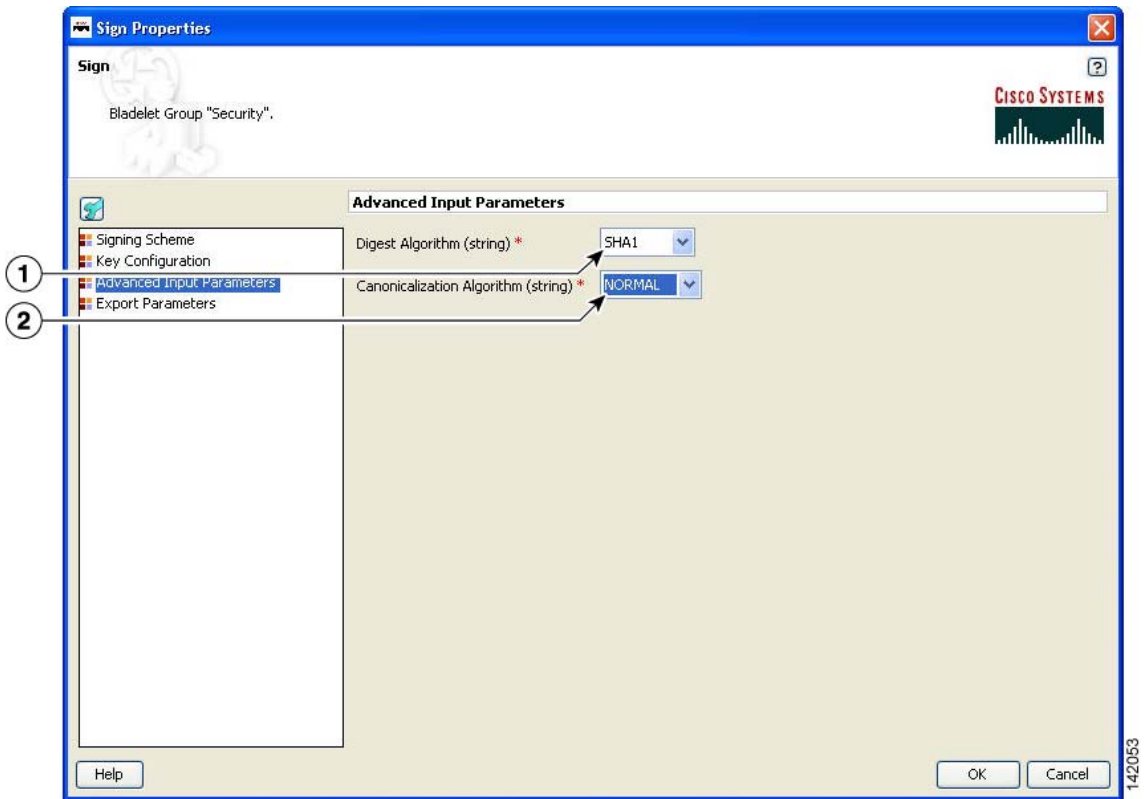 Sign Properties
Sign
?
Bladelet Group "Security".
CISCO SYSTEMS
Advanced Input Parameters
Signing Scheme
Digest Algorithm (string) * SHA1
Key Configuration
1
Advanced Input Parameters
Canonicalization Algorithm (string) * NORMAL
Export Parameters
2
Help
OK
Cancel
142053